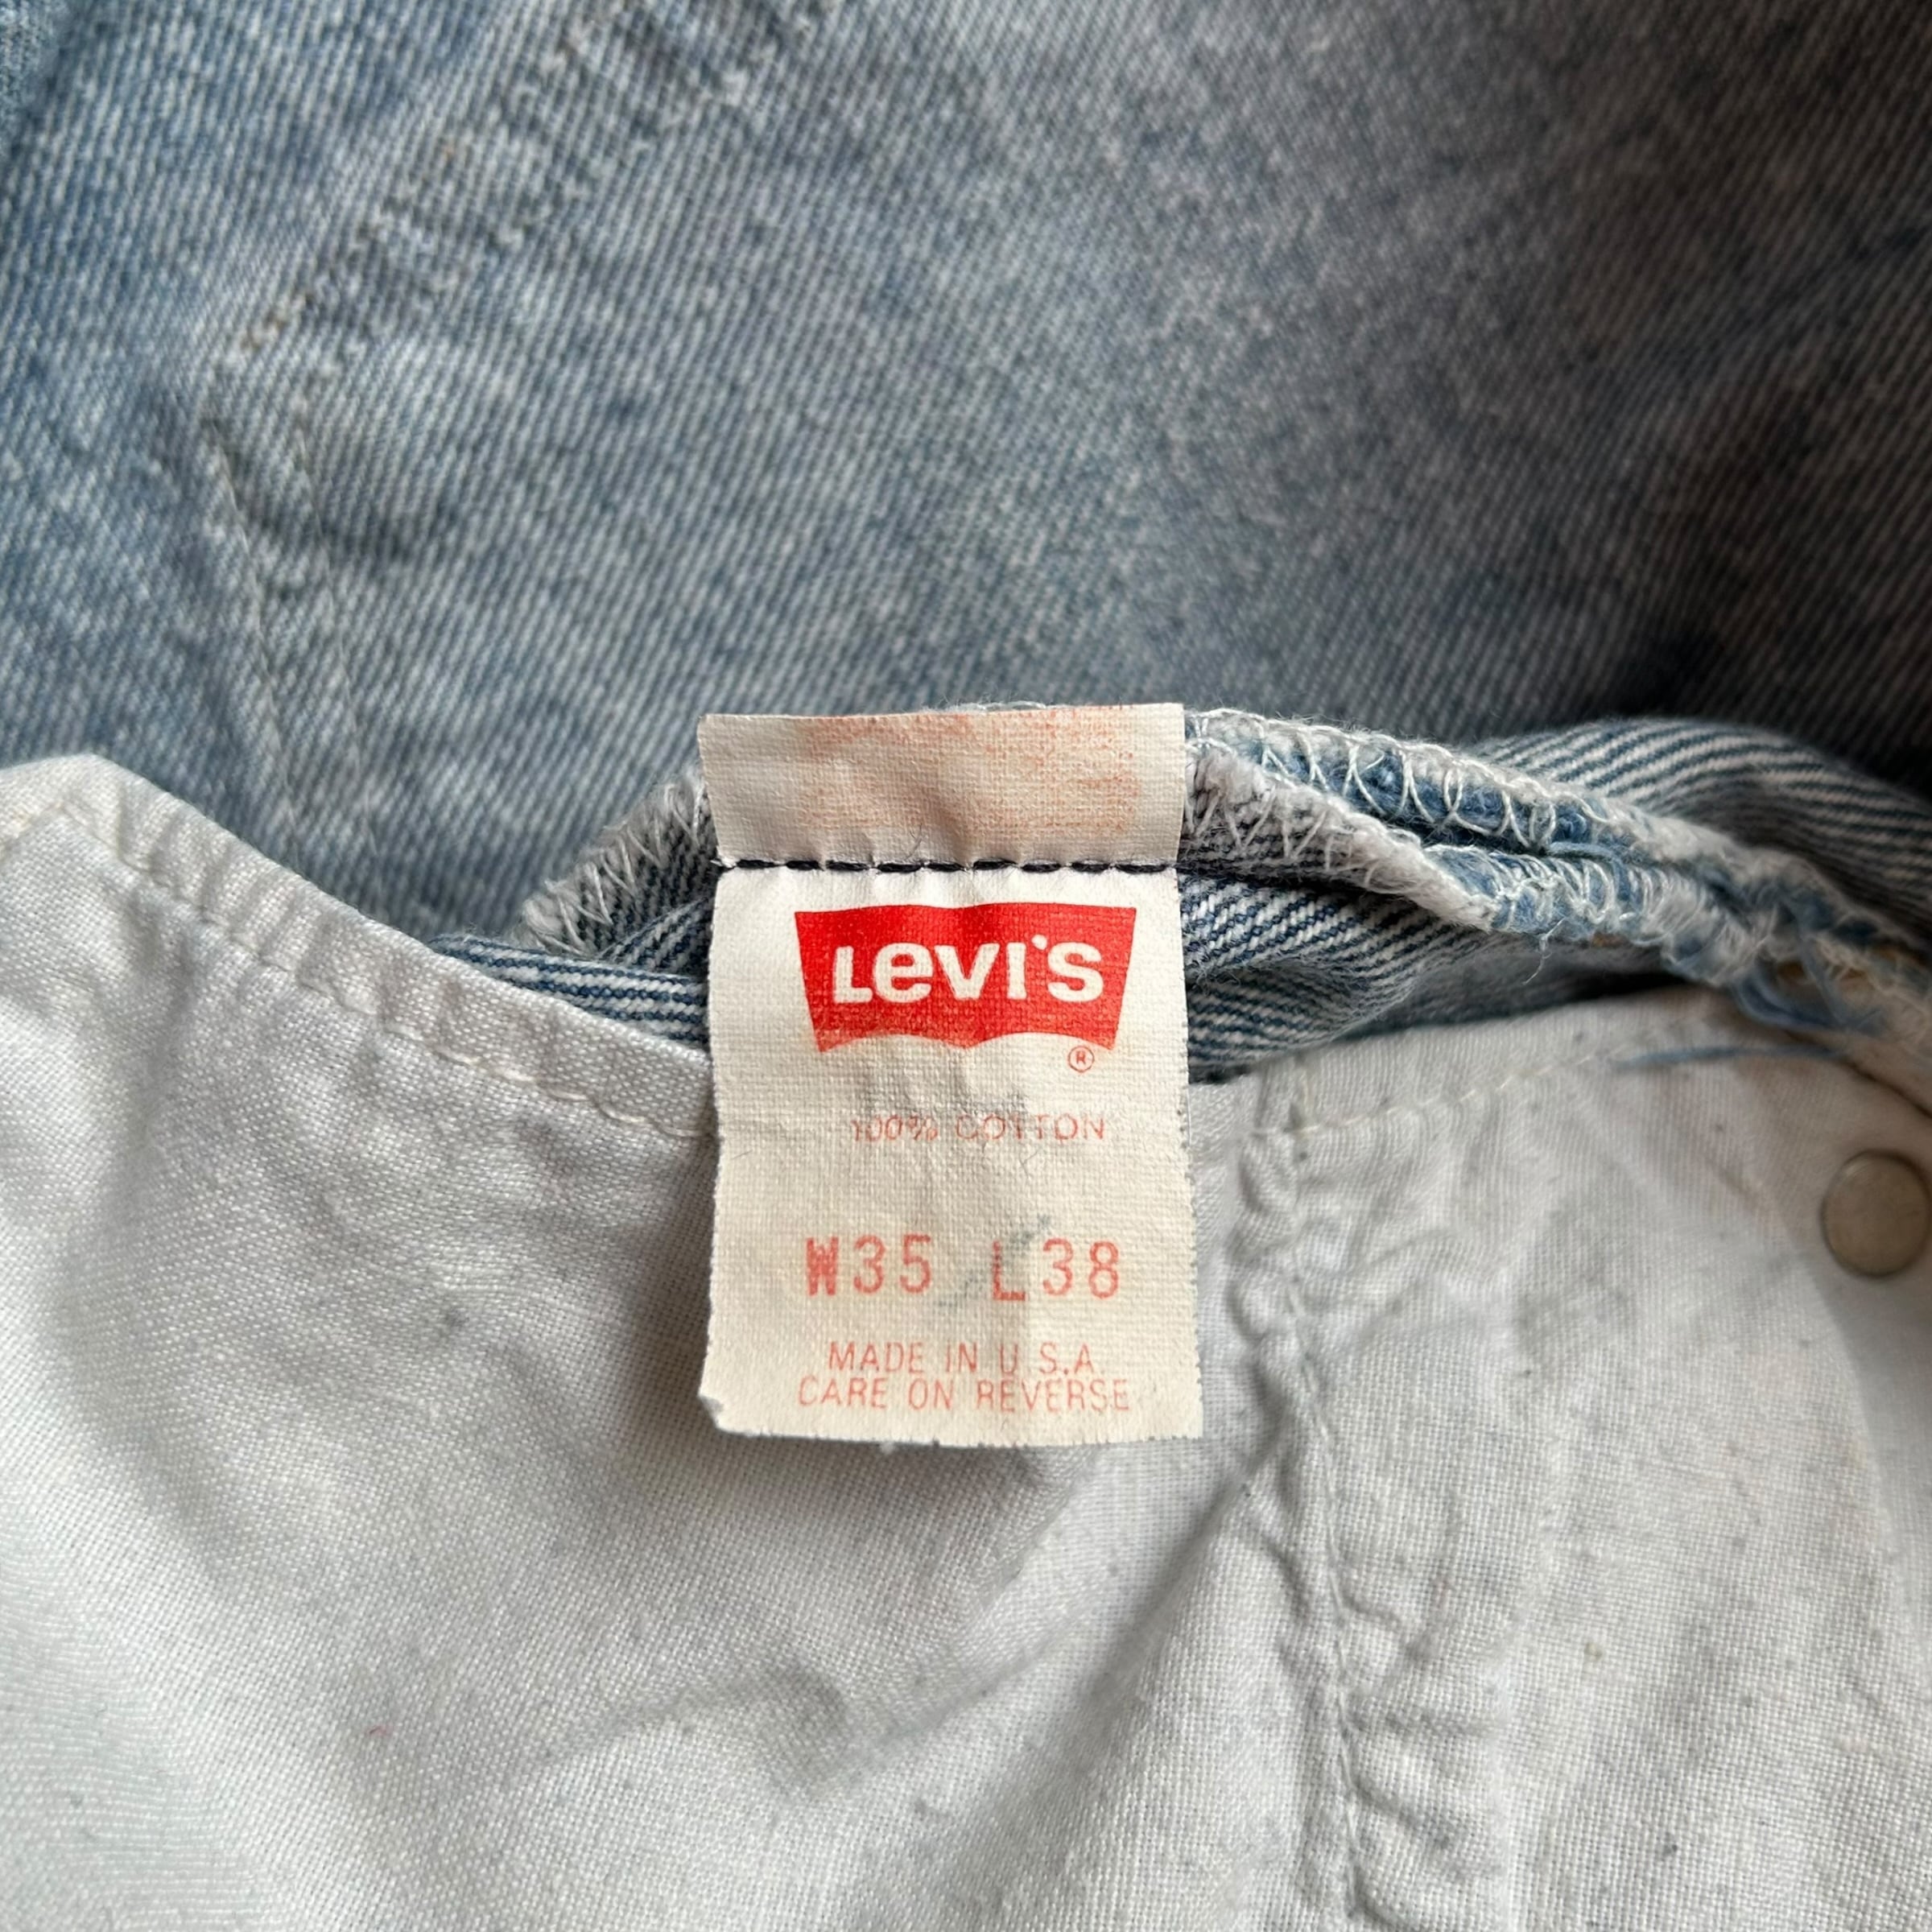 Levi's
®
100% COTTON
W35 L38
MADE IN U.S.A.
CARE ON REVERSE